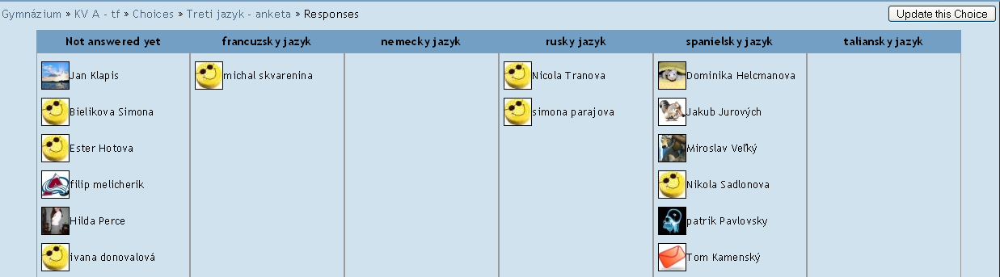 Gymnázium » KV A - tf » Choices » Treti jazyk - anketa » Responses
Update this Choice
Not answered yet francuzsky jazyk nemecky jazyk rusky jazyk spanielsky jazyk taliansky jazyk
Jan Klapis michal skvarenina Nicola Tranova Dominika Helcmanova
Bielikova Simona simona parajova Jakub Jurových
Ester Hotova Miroslav Veľký
filip melicherik Nikola Sadlonova
Hilda Perce patrik Pavlovsky
ivana donovalová Tom Kamenský